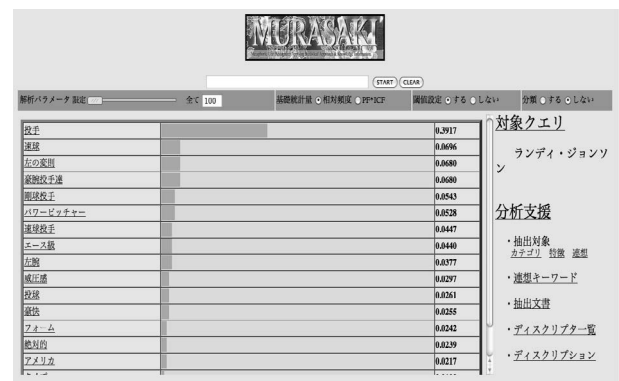 MURASAKI
START CLEAR
解析パラメータ 設定 全て 100 基礎統計量 相対頻度 PF*ICF 閾値設定 する しない 分類 する しない
投手 0.3917
速球 0.0696
左の変則 0.0680
豪腕投手達 0.0680
剛球投手 0.0543
パワーピッチャー 0.0528
速球投手 0.0447
エース級 0.0440
左腕 0.0377
威圧感 0.0297
投球 0.0261
豪快 0.0255
フォーム 0.0242
絶対的 0.0239
アメリカ 0.0217
対象クエリ
ランディ・ジョンソ
ン
分析支援
・抽出対象
カテゴリ 特徴 連想
・連想キーワード
・抽出文書
・ディスクリプタ一覧
・ディスクリプション